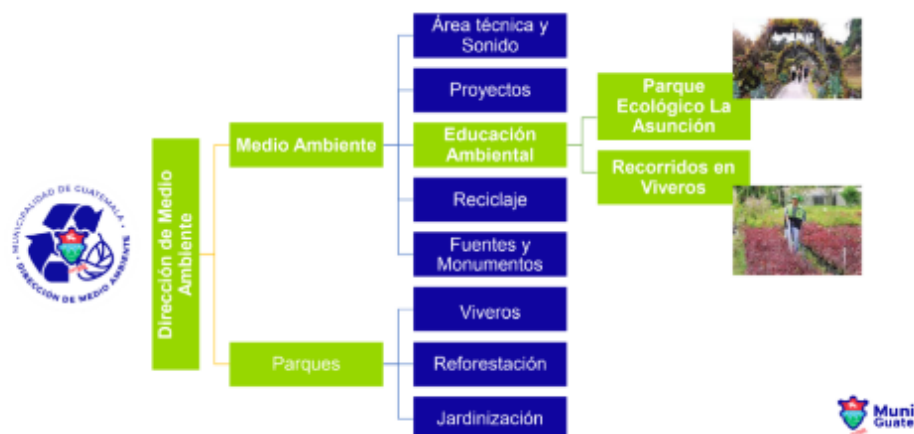 MUNICIPALIDAD DE GUATEMALA
DIRECCIÓN DE MEDIO AMBIENTE
Dirección de Medio
Ambiente
Medio Ambiente
Área técnica y
Sonido
Proyectos
Educación
Ambiental
Parque
Ecológico La
Asunción
Recorridos en
Viveros
Reciclaje
Fuentes y
Monumentos
Parques
Viveros
Reforestación
Jardinización
Muni
Guate